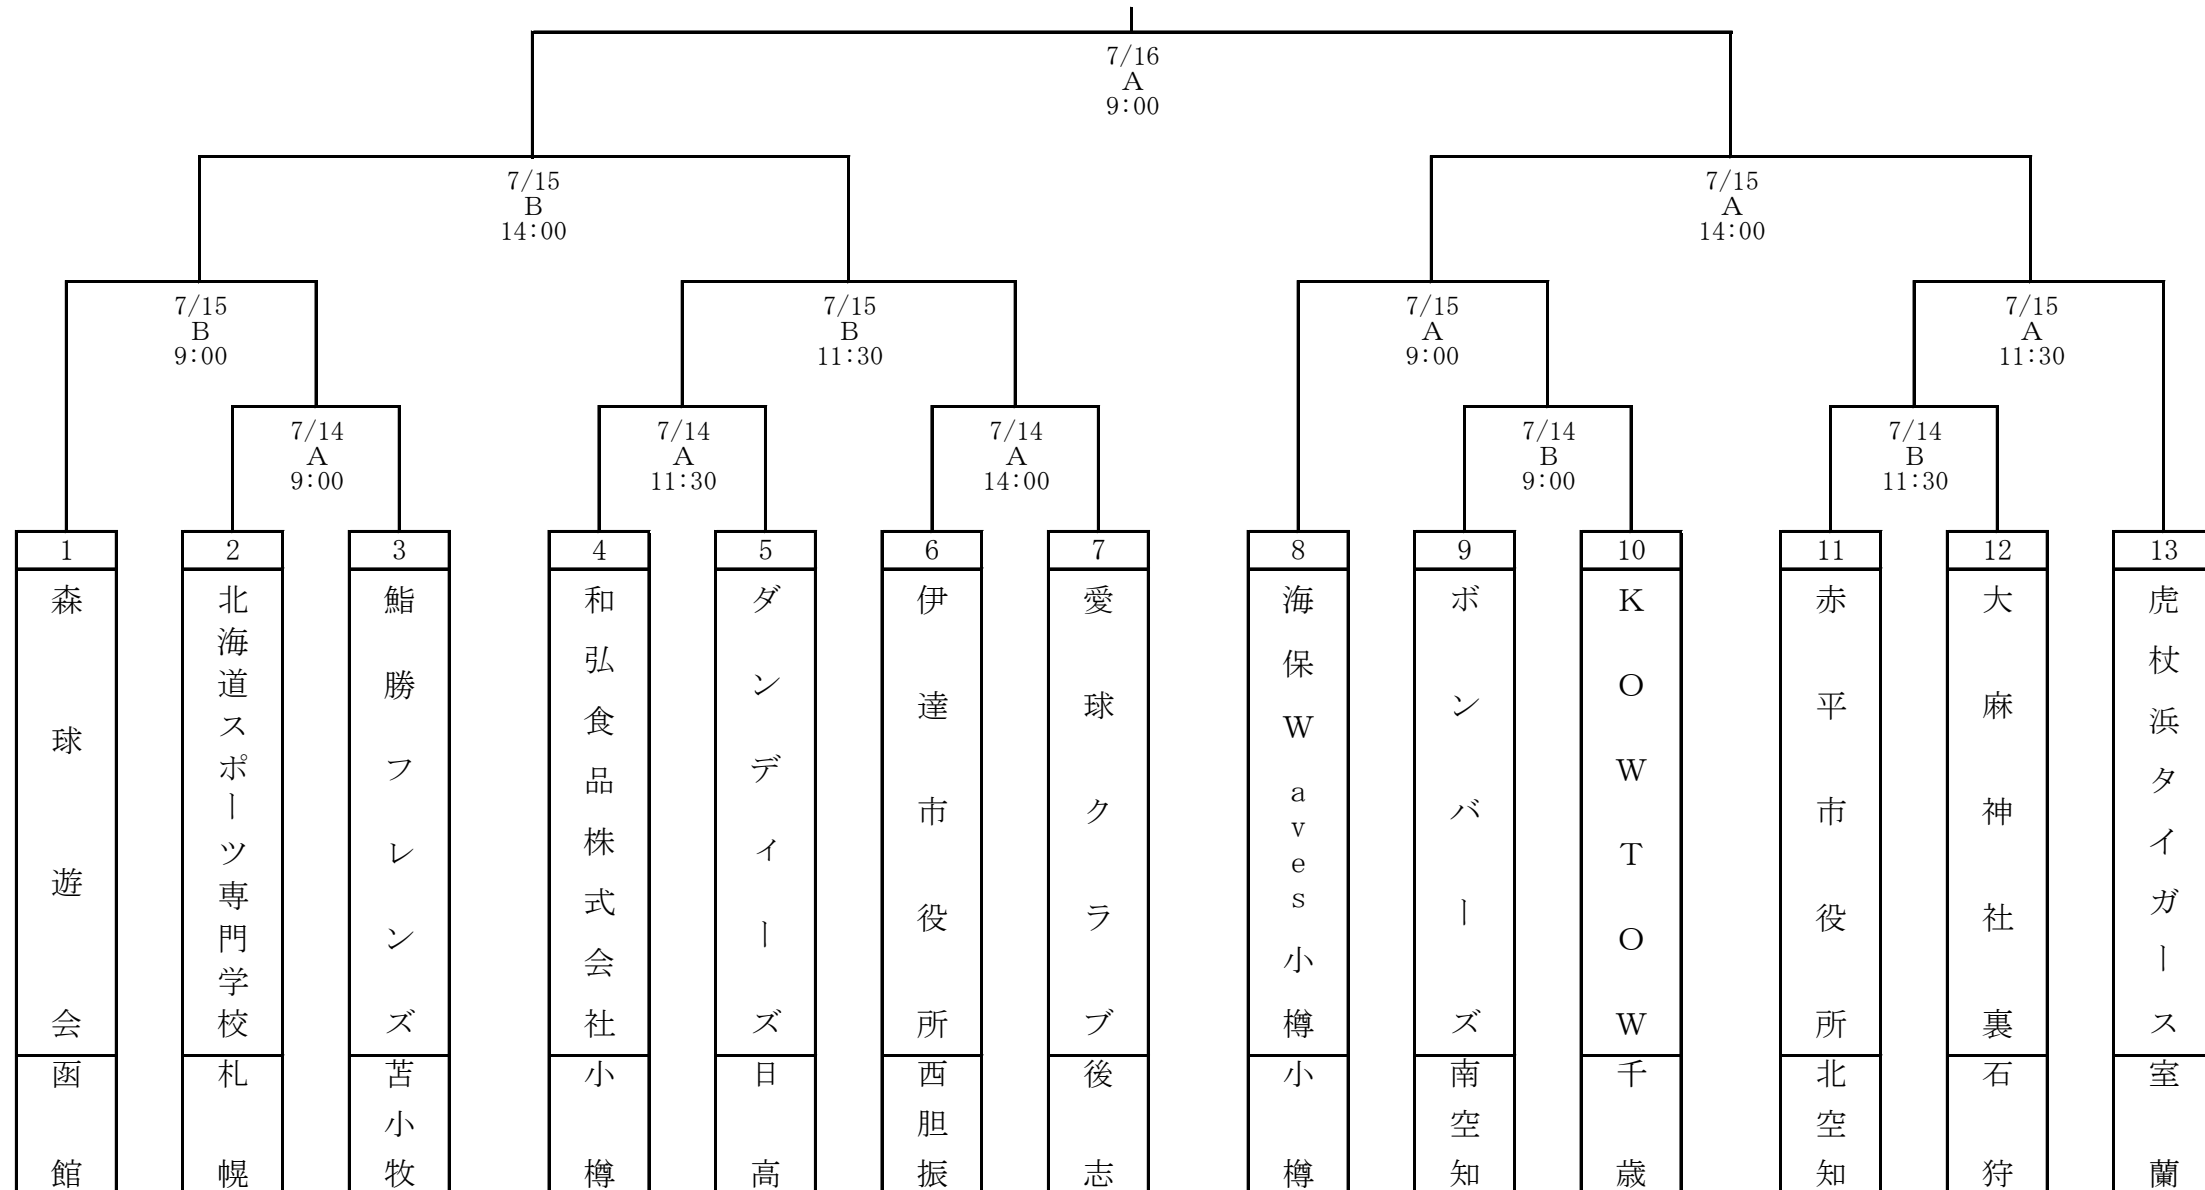 7/16
A
9:00
7/15
B
14:00
7/15
A
14:00
7/15
B
9:00
7/15
B
11:30
7/15
A
9:00
7/15
A
11:30
7/14
A
9:00
7/14
A
11:30
7/14
A
14:00
7/14
B
9:00
7/14
B
11:30
1
森球遊会
函館
2
北海道スポーツ専門学校
札幌
3
鮨勝フレンズ
苫小牧
4
和弘食品株式会社
小樽
5
ダンディーズ
日高
6
伊達市役所
西胆振
7
愛球クラブ
後志
8
海保Waves小樽
小樽
9
ボンバーズ
南空知
10
KOWTOW
千歳
11
赤平市役所
北空知
12
大麻神社裏
石狩
13
虎杖浜タイガース
室蘭